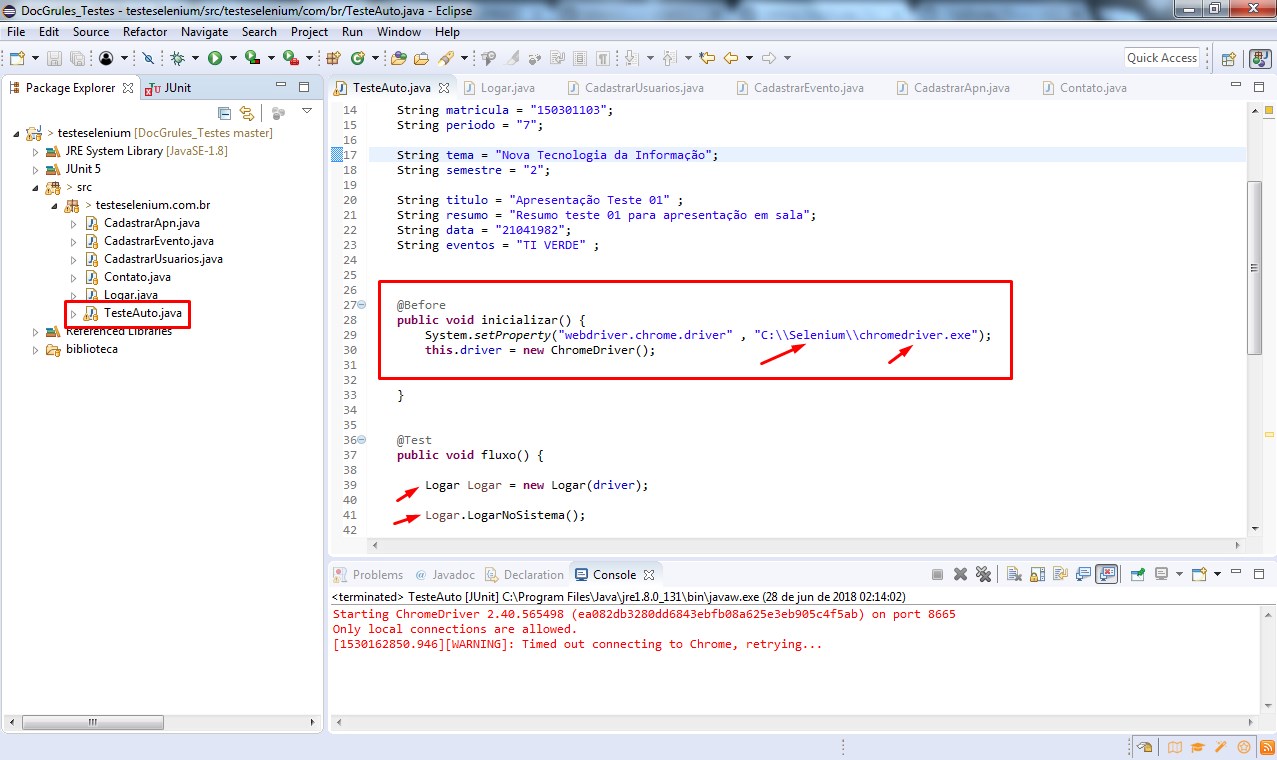 DocGrules_Testes - testeselenium/src/testeselenium/com/br/TesteAuto.java - Eclipse
File Edit Source Refactor Navigate Search Project Run Window Help
Quick Access
Package Explorer JUnit
> testeselenium [DocGrules_Testes master]
JRE System Library [JavaSE-1.8]
JUnit 5
> src
> testeselenium.com.br
CadastrarApn.java
CadastrarEvento.java
CadastrarUsuarios.java
Contato.java
Logar.java
TesteAuto.java
Referenced Libraries
biblioteca
TesteAuto.java Logar.java CadastrarUsuarios.java CadastrarEvento.java CadastrarApn.java Contato.java
14 String matricula = "150301103";
15 String periodo = "7";
16
17 String tema = "Nova Tecnologia da Informação";
18 String semestre = "2";
19
20 String titulo = "Apresentação Teste 01" ;
21 String resumo = "Resumo teste 01 para apresentação em sala";
22 String data = "21041982";
23 String eventos = "TI VERDE" ;
24
25
26
27 @Before
28 public void inicializar() {
29 System.setProperty("webdriver.chrome.driver" , "C:\\Selenium\\chromedriver.exe");
30 this.driver = new ChromeDriver();
31
32
33 }
34
35
36 @Test
37 public void fluxo() {
38
39 Logar Logar = new Logar(driver);
40
41 Logar.LogarNoSistema();
42
Problems @ Javadoc Declaration Console
<terminated> TesteAuto [JUnit] C:\Program Files\Java\jre1.8.0_131\bin\javaw.exe (28 de jun de 2018 02:14:02)
Starting ChromeDriver 2.40.565498 (ea082db3280dd6843ebfb08a625e3eb905c4f5ab) on port 8665
Only local connections are allowed.
[1530162850.946][WARNING]: Timed out connecting to Chrome, retrying...